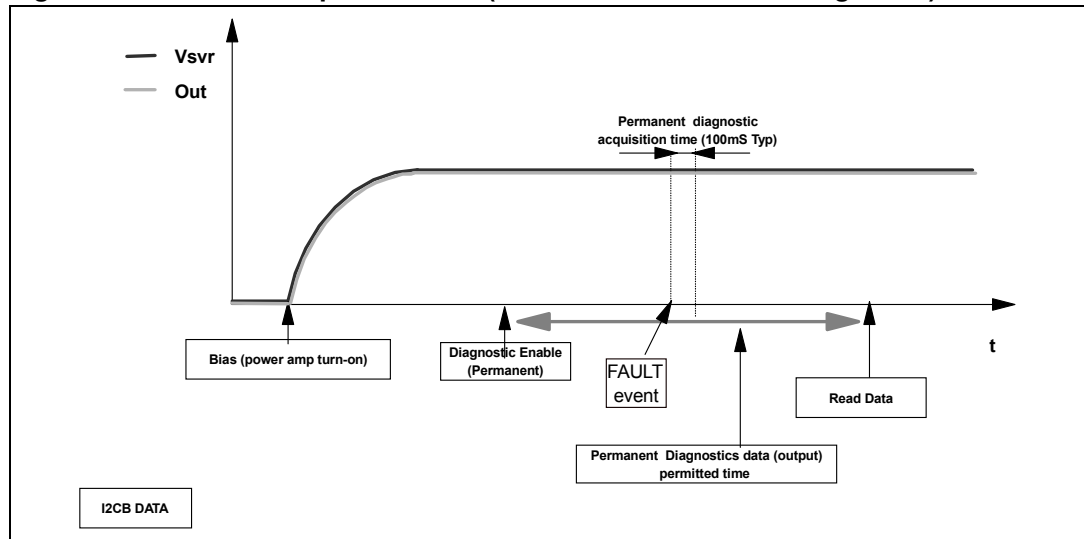 Vsvr
Out
Permanent diagnostic
acquisition time (100mS Typ)
Bias (power amp turn-on)
Diagnostic Enable
(Permanent)
FAULT
event
t
Read Data
Permanent Diagnostics data (output)
permitted time
I2CB DATA